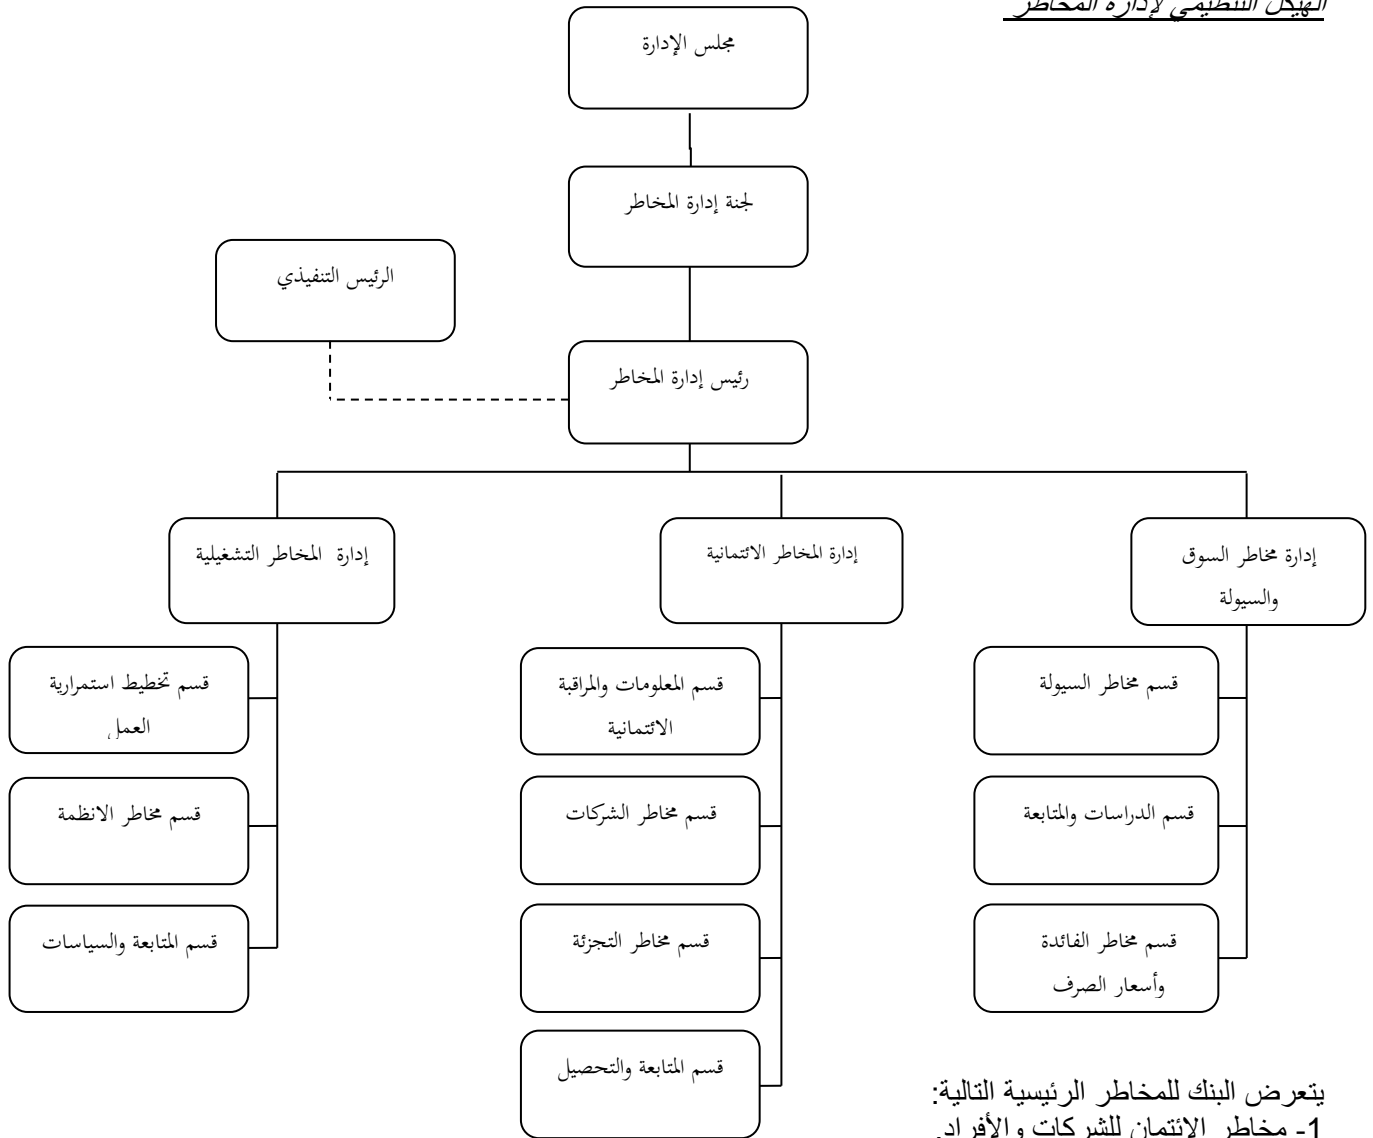 الهيكل التنظيمي لإدارة المخاطر
مجلس الإدارة
لجنة إدارة المخاطر
الرئيس التنفيذي
رئيس إدارة المخاطر
إدارة مخاطر السوق
والسيولة
إدارة المخاطر الائتمانية
إدارة المخاطر التشغيلية
قسم مخاطر السيولة
قسم الدراسات والمتابعة
قسم مخاطر الفائدة
وأسعار الصرف
قسم المعلومات والمراقبة
الائتمانية
قسم مخاطر الشركات
قسم مخاطر التجزئة
قسم المتابعة والتحصيل
قسم تخطيط استمرارية
العمل
قسم مخاطر الانظمة
قسم المتابعة والسياسات
يتعرض البنك للمخاطر الرئيسية التالية:
1- مخاطر الائتمان للشركات والأفراد.